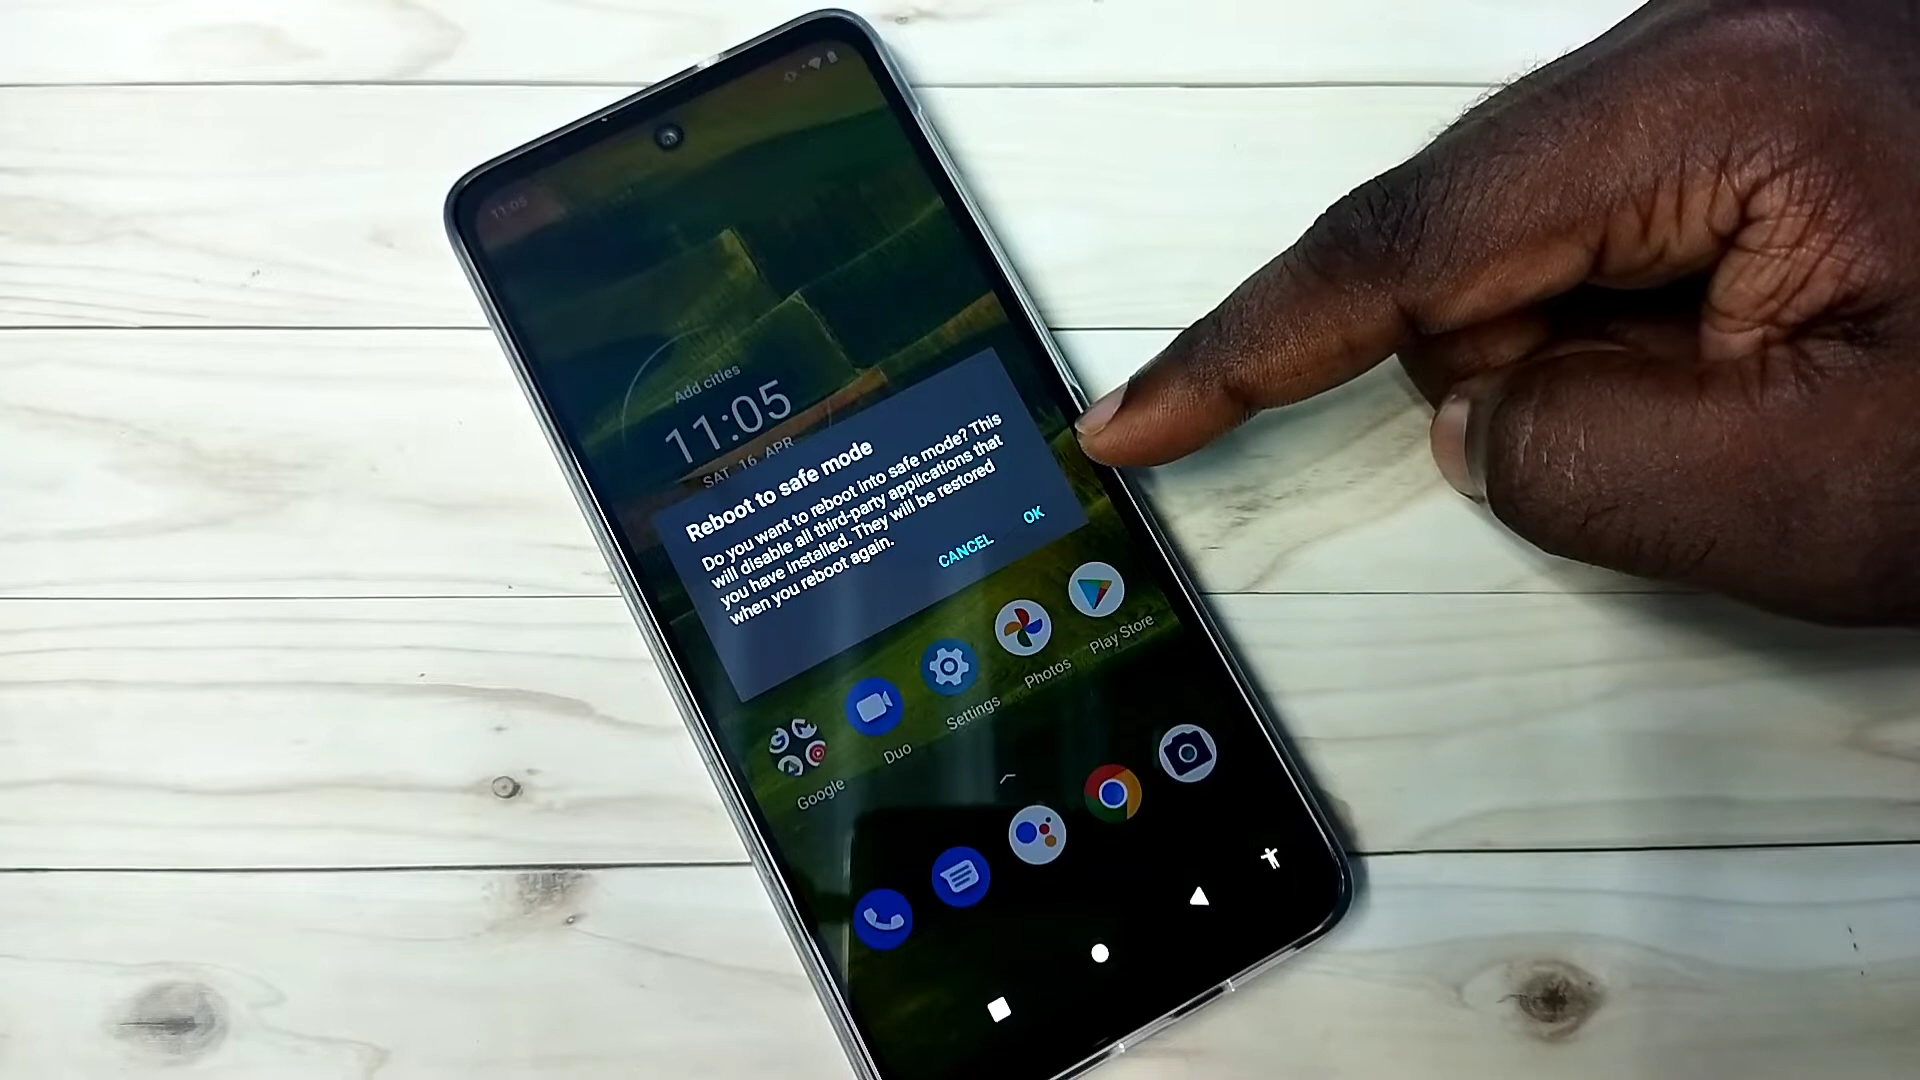 11:05
Add cities
11:05
SAT, 16 APR
Reboot to safe mode
Do you want to reboot into safe mode? This
will disable all third-party applications that
you have installed. They will be restored
when you reboot again.
CANCEL
OK
Google
Duo
Settings
Photos
Play Store